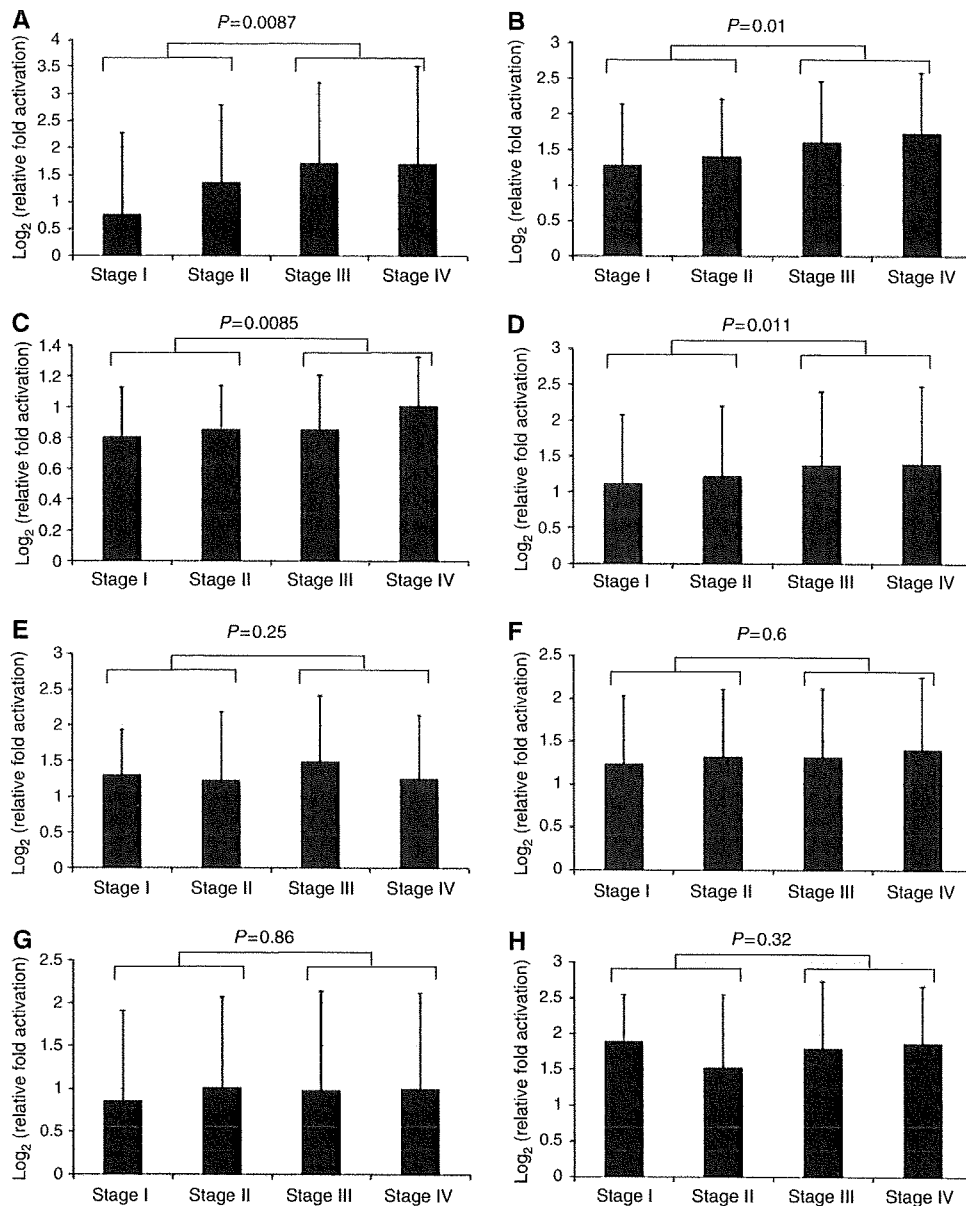 A
P=0.0087
Log2 (relative fold activation)
4
3.5
3
2.5
2
1.5
1
0.5
0
Stage I Stage II Stage III Stage IV
B
P=0.01
Log2 (relative fold activation)
3
2.5
2
1.5
1
0.5
0
Stage I Stage II Stage III Stage IV
C
P=0.0085
Log2 (relative fold activation)
1.4
1.2
1
0.8
0.6
0.4
0.2
0
Stage I Stage II Stage III Stage IV
D
P=0.011
Log2 (relative fold activation)
3
2.5
2
1.5
1
0.5
0
Stage I Stage II Stage III Stage IV
E
P=0.25
Log2 (relative fold activation)
3
2.5
2
1.5
1
0.5
0
Stage I Stage II Stage III Stage IV
F
P=0.6
Log2 (relative fold activation)
2.5
2
1.5
1
0.5
0
Stage I Stage II Stage III Stage IV
G
P=0.86
Log2 (relative fold activation)
2.5
2
1.5
1
0.5
0
Stage I Stage II Stage III Stage IV
H
P=0.32
Log2 (relative fold activation)
3
2.5
2
1.5
1
0.5
0
Stage I Stage II Stage III Stage IV